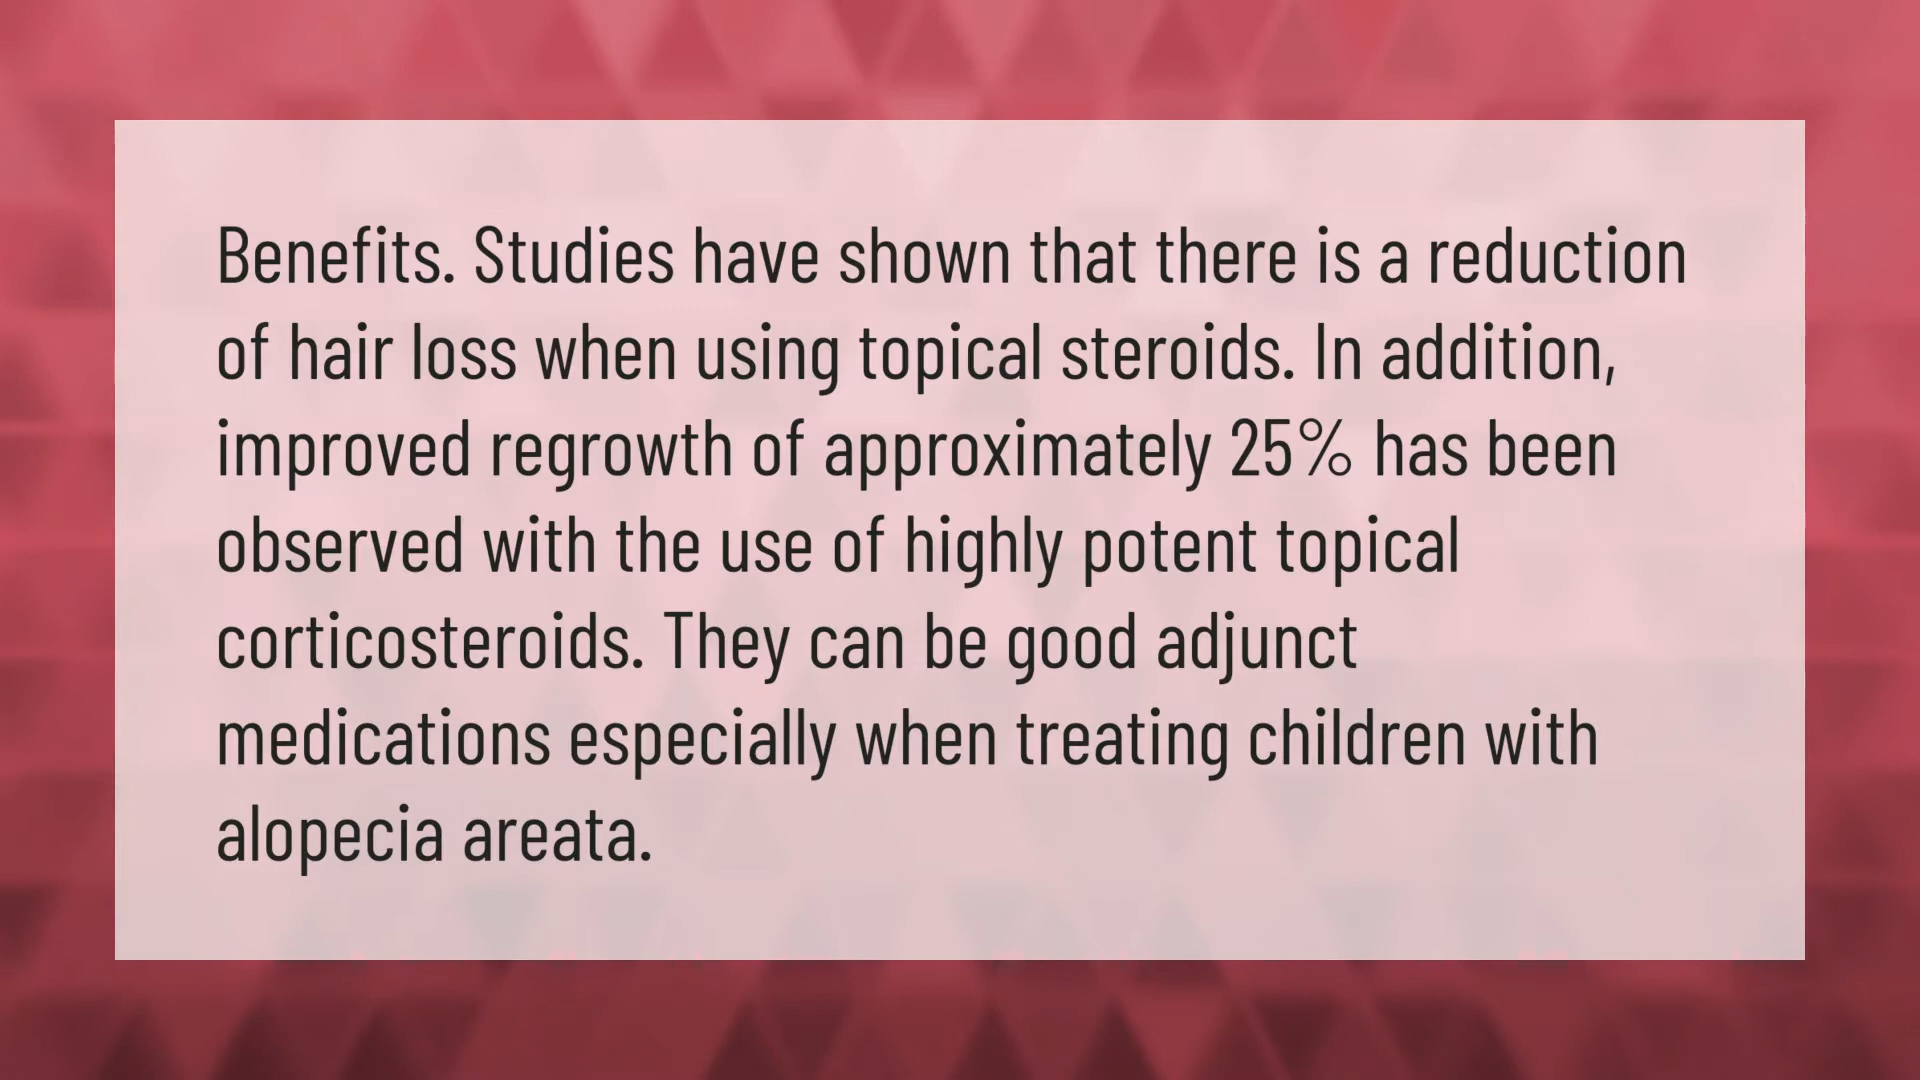 Benefits. Studies have shown that there is a reduction
of hair loss when using topical steroids. In addition,
improved regrowth of approximately 25% has been
observed with the use of highly potent topical
corticosteroids. They can be good adjunct
medications especially when treating children with
alopecia areata.